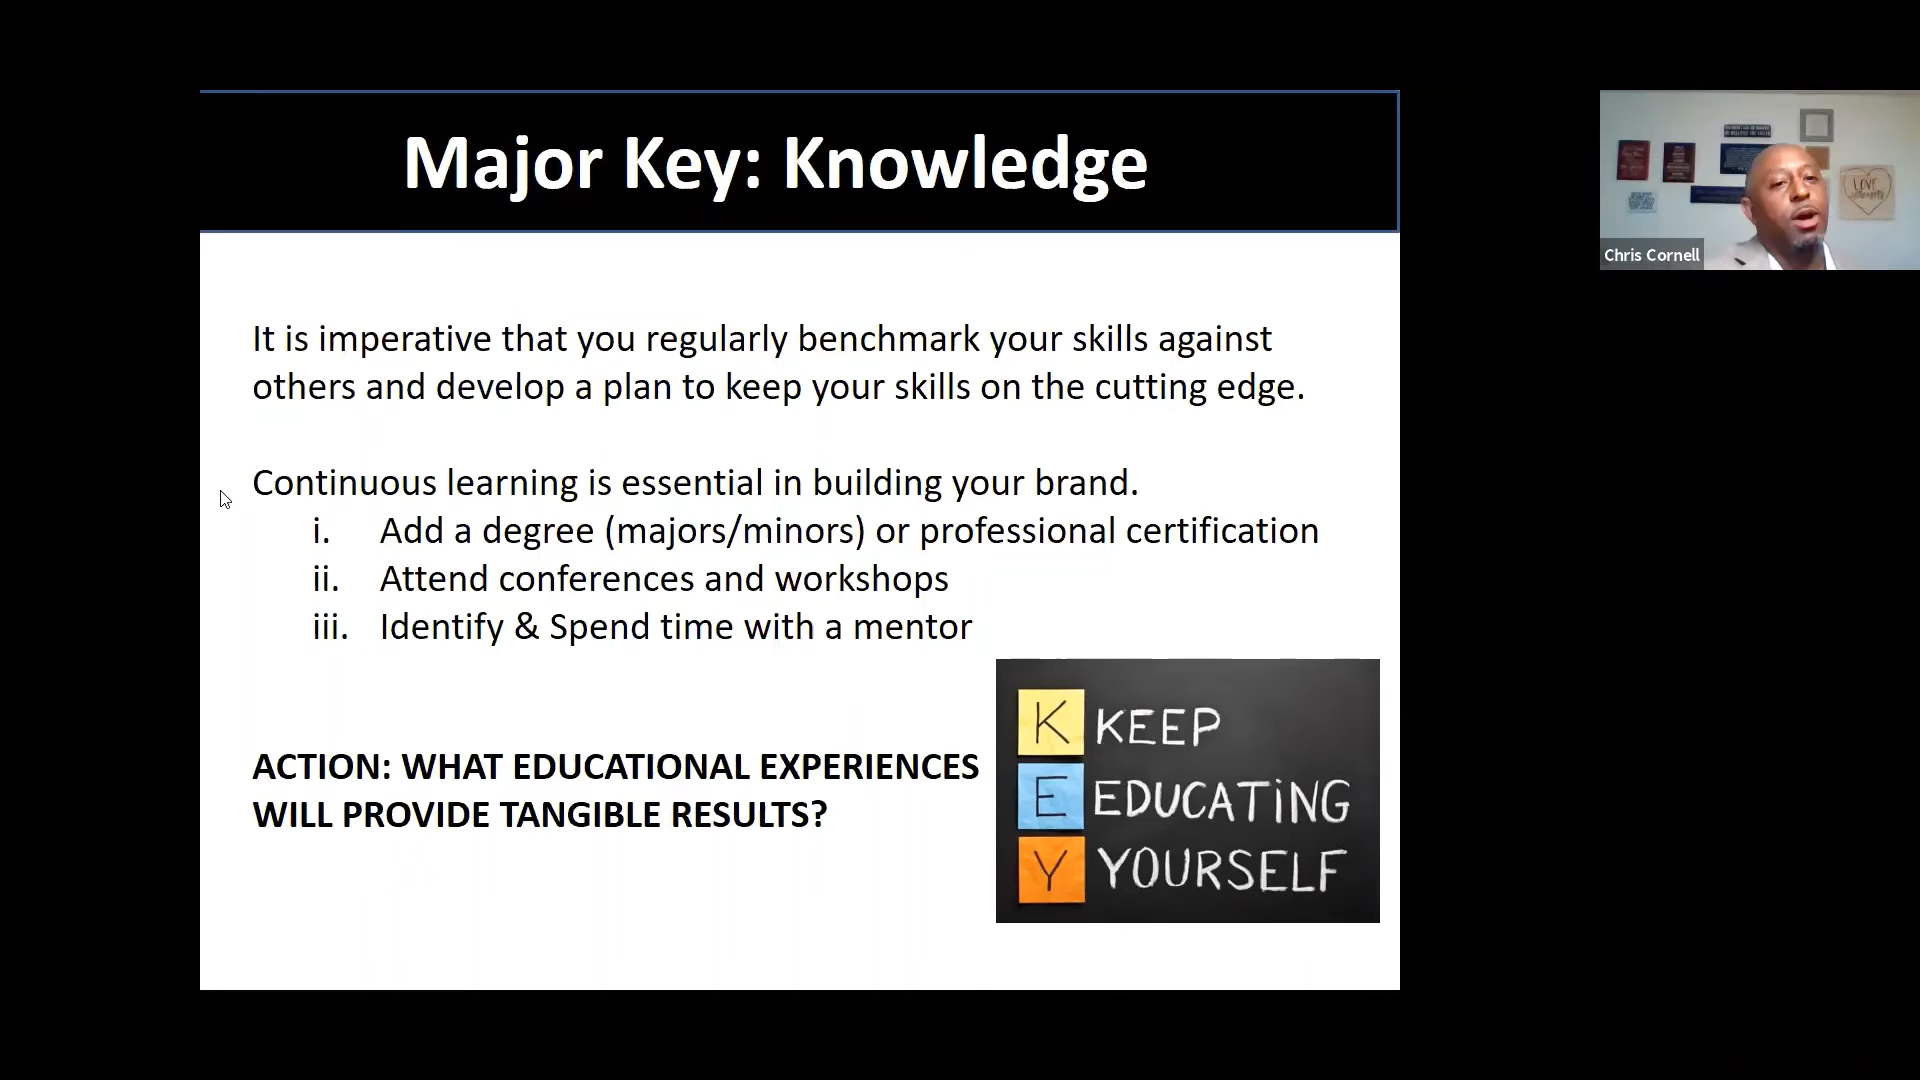 Major Key: Knowledge
It is imperative that you regularly benchmark your skills against
others and develop a plan to keep your skills on the cutting edge.
Continuous learning is essential in building your brand.
i. Add a degree (majors/minors) or professional certification
ii. Attend conferences and workshops
iii. Identify & Spend time with a mentor
ACTION: WHAT EDUCATIONAL EXPERIENCES
WILL PROVIDE TANGIBLE RESULTS?
K KEEP
E EDUCATING
Y YOURSELF
LOVE
Chris Cornell